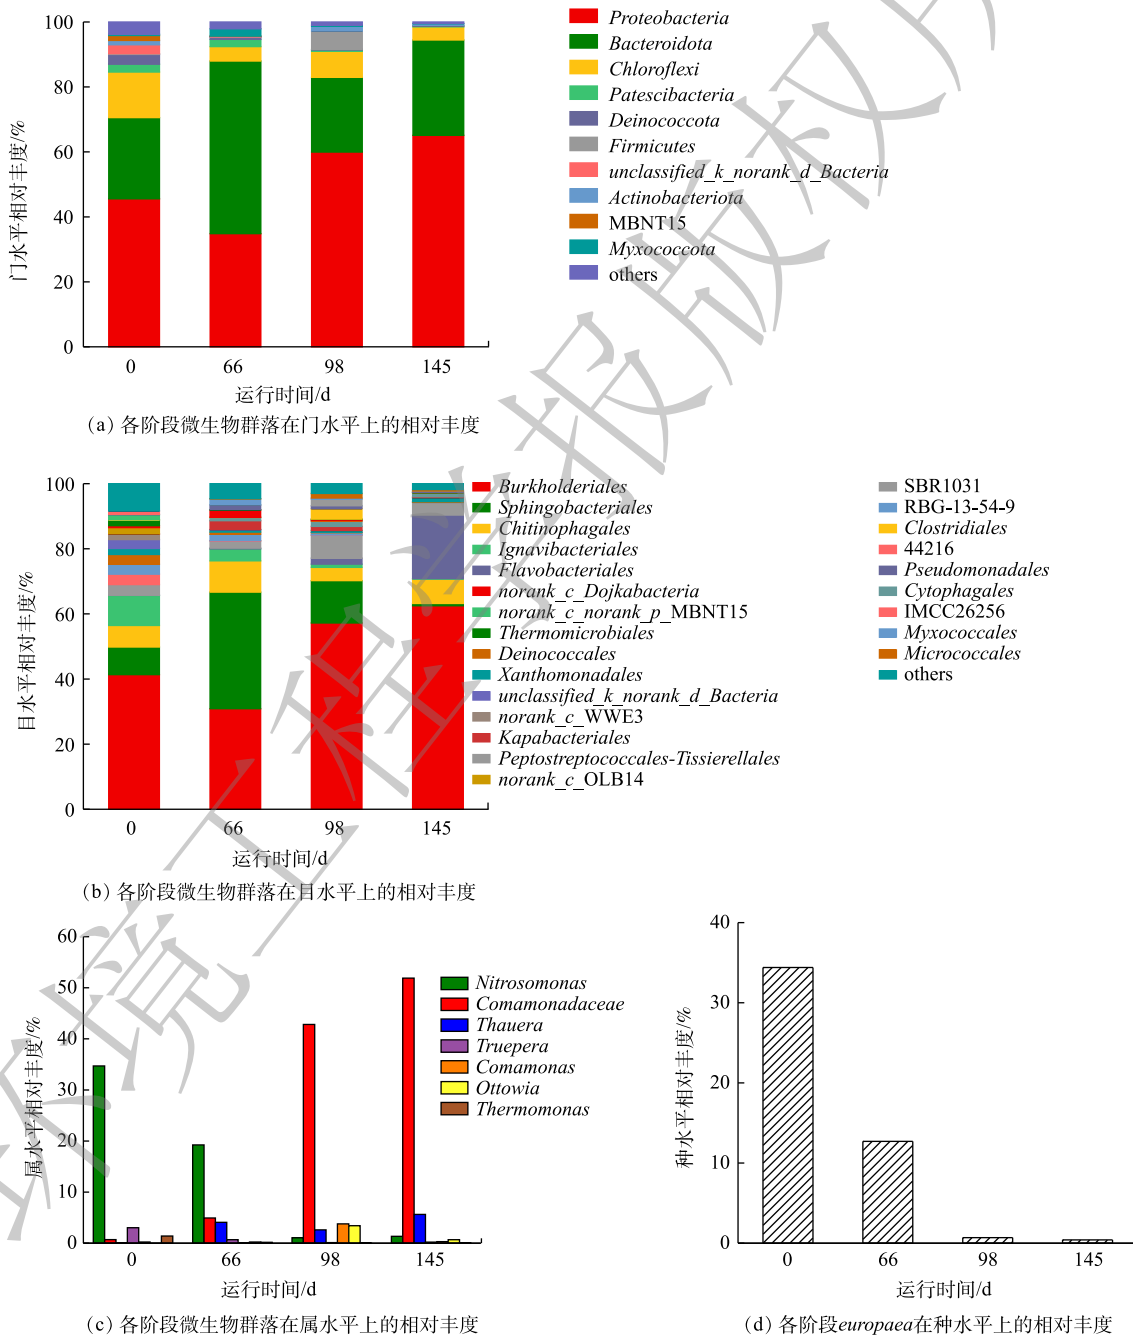 100
80
60
40
20
0
门水平相对丰度/%
0 66 98 145
运行时间/d
Proteobacteria
Bacteroidota
Chloroflexi
Patescibacteria
Deinococcota
Firmicutes
unclassified_k_norank_d_Bacteria
Actinobacteriota
MBNT15
Myxococcota
others
(a) 各阶段微生物群落在门水平上的相对丰度
100
80
60
40
20
0
目水平相对丰度/%
0 66 98 145
运行时间/d
Burkholderiales
Sphingobacteriales
Chitinophagales
Ignavibacteriales
Flavobacteriales
norank_c_Dojkabacteria
norank_c_norank_p_MBNT15
Thermomicrobiales
Deinococcales
Xanthomonadales
unclassified_k_norank_d_Bacteria
norank_c_WWE3
Kapabacteriales
Peptostreptococcales-Tissierellales
norank_c_OLB14
SBR1031
RBG-13-54-9
Clostridiales
44216
Pseudomonadales
Cytophagales
IMCC26256
Myxococcales
Micrococcales
others
(b) 各阶段微生物群落在目水平上的相对丰度
60
50
40
30
20
10
0
属水平相对丰度/%
0 66 98 145
运行时间/d
Nitrosomonas
Comamonadaceae
Thauera
Truepera
Comamonas
Ottowia
Thermomonas
(c) 各阶段微生物群落在属水平上的相对丰度
40
30
20
10
0
种水平相对丰度/%
0 66 98 145
运行时间/d
(d) 各阶段europaea在种水平上的相对丰度
环境工程学报版权所